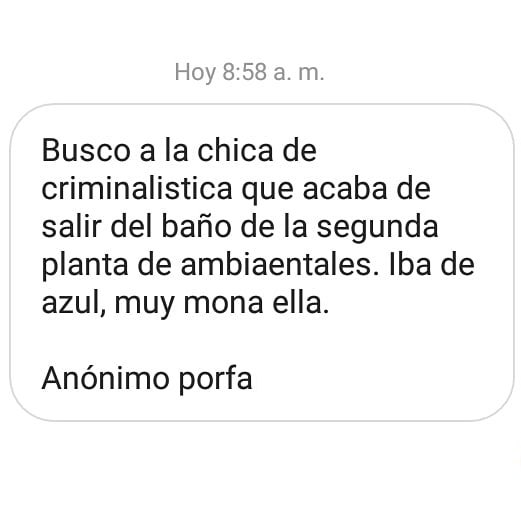 Hoy 8:58 a. m.
Busco a la chica de
criminalistica que acaba de
salir del baño de la segunda
planta de ambiaentales. Iba de
azul, muy mona ella.
Anónimo porfa